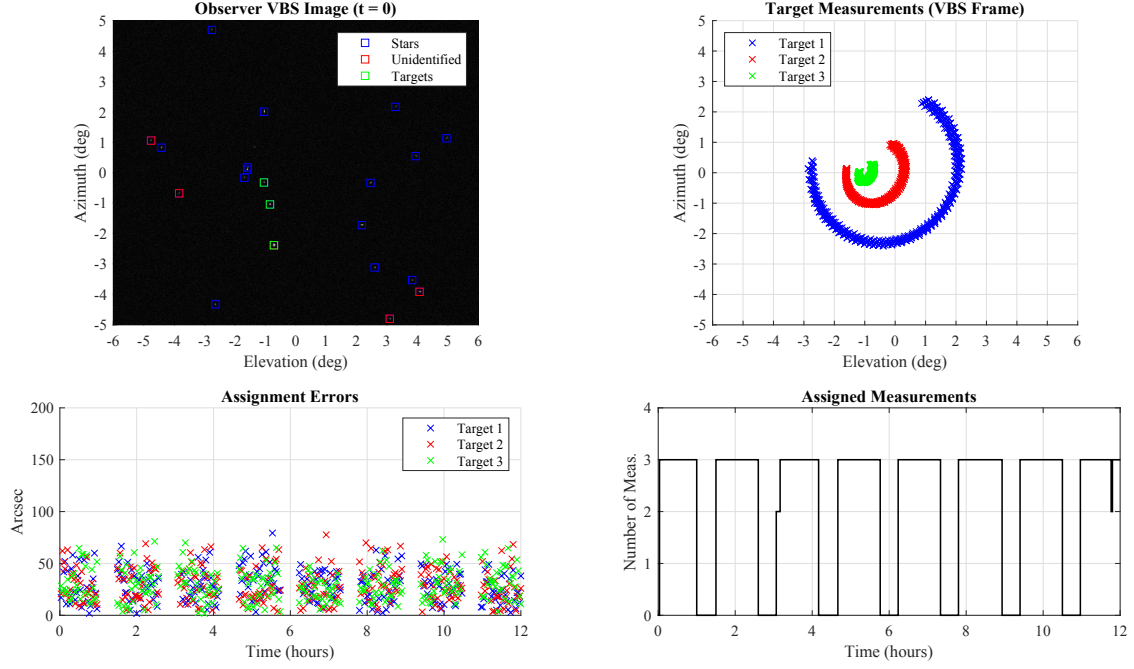 Observer VBS Image (t = 0)
Azimuth (deg)
5
4
3
2
1
0
-1
-2
-3
-4
-5
Stars
Unidentified
Targets
-6 -5 -4 -3 -2 -1 0 1 2 3 4 5 6
Elevation (deg)
Target Measurements (VBS Frame)
Azimuth (deg)
5
4
3
2
1
0
-1
-2
-3
-4
-5
Target 1
Target 2
Target 3
-6 -5 -4 -3 -2 -1 0 1 2 3 4 5 6
Elevation (deg)
Assignment Errors
Arcsec
200
150
100
50
0
Target 1
Target 2
Target 3
0 2 4 6 8 10 12
Time (hours)
Assigned Measurements
Number of Meas.
4
3
2
1
0
0 2 4 6 8 10 12
Time (hours)